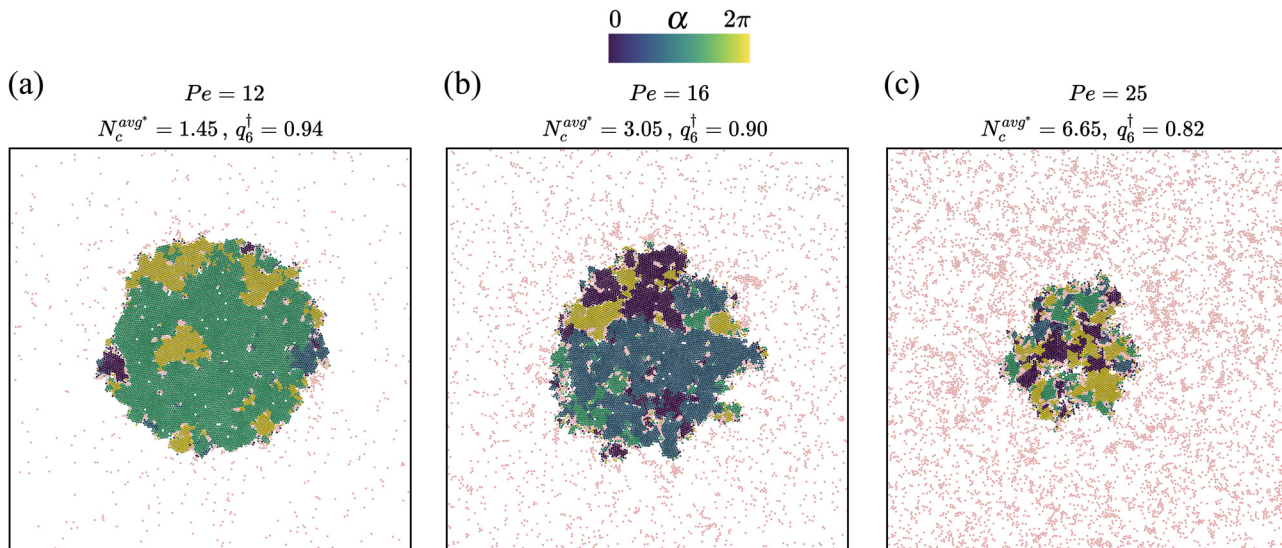 0 α 2π
(a)
Pe = 12
N_c^{avg*} = 1.45 , q_6^† = 0.94
(b)
Pe = 16
N_c^{avg*} = 3.05 , q_6^† = 0.90
(c)
Pe = 25
N_c^{avg*} = 6.65, q_6^† = 0.82